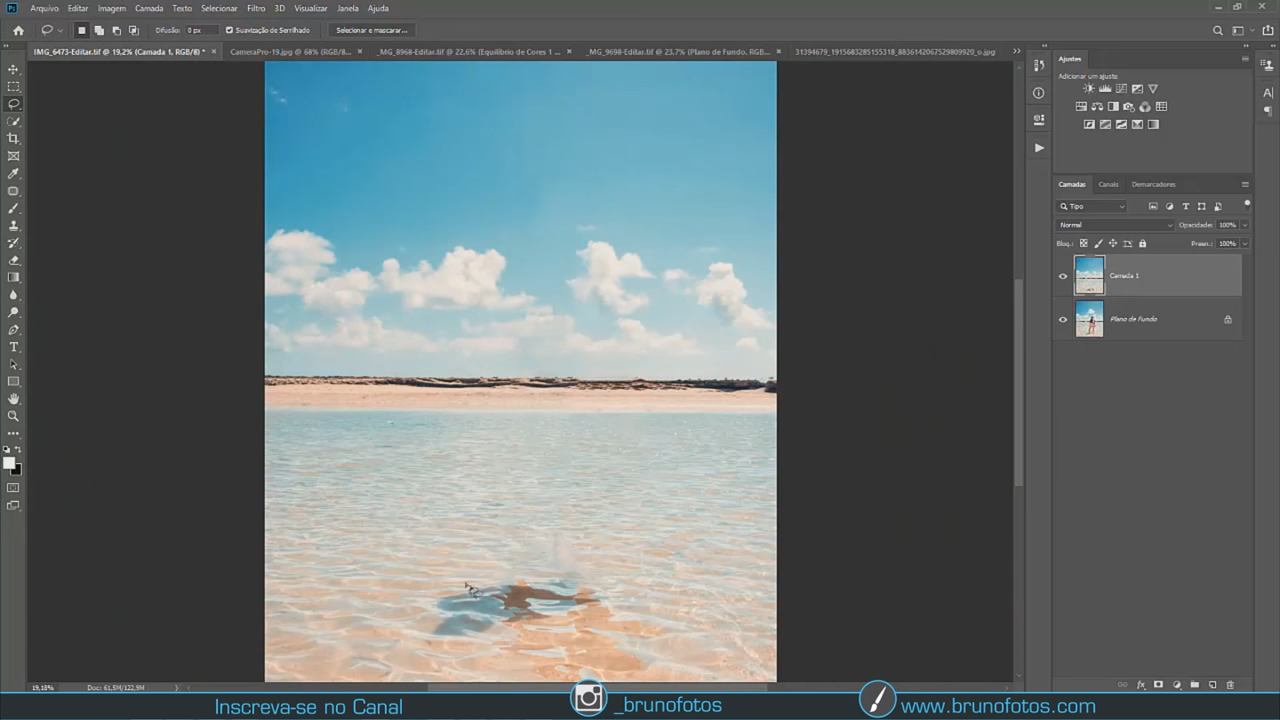 Arquivo Editar Imagem Camada Texto Selecionar Filtro 3D Visualizar Janela Ajuda
Difusão: 0 px Suavização de Serrilhado Selecionar e mascarar...
IMG_6473-Editar.tif @ 19,2% (Camada 1, RGB/8) * CameraPro-19.jpg @ 68% (RGB/8... _MG_8968-Editar.tif @ 22,6% (Equilíbrio de Cores 1 ... _MG_9698-Editar.tif @ 23,7% (Plano de Fundo, RGB... 31394679_1915683285155318_8836142067529809920_o.jpg
Ajustes
Adicionar um ajuste
Camadas Canais Demarcadores
Tipo
Normal Opacidade: 100%
Bloq.: Preen.: 100%
Camada 1
Plano de Fundo
19,18% Doc: 61,5M/122,9M
Inscreva-se no Canal _brunofotos www.brunofotos.com